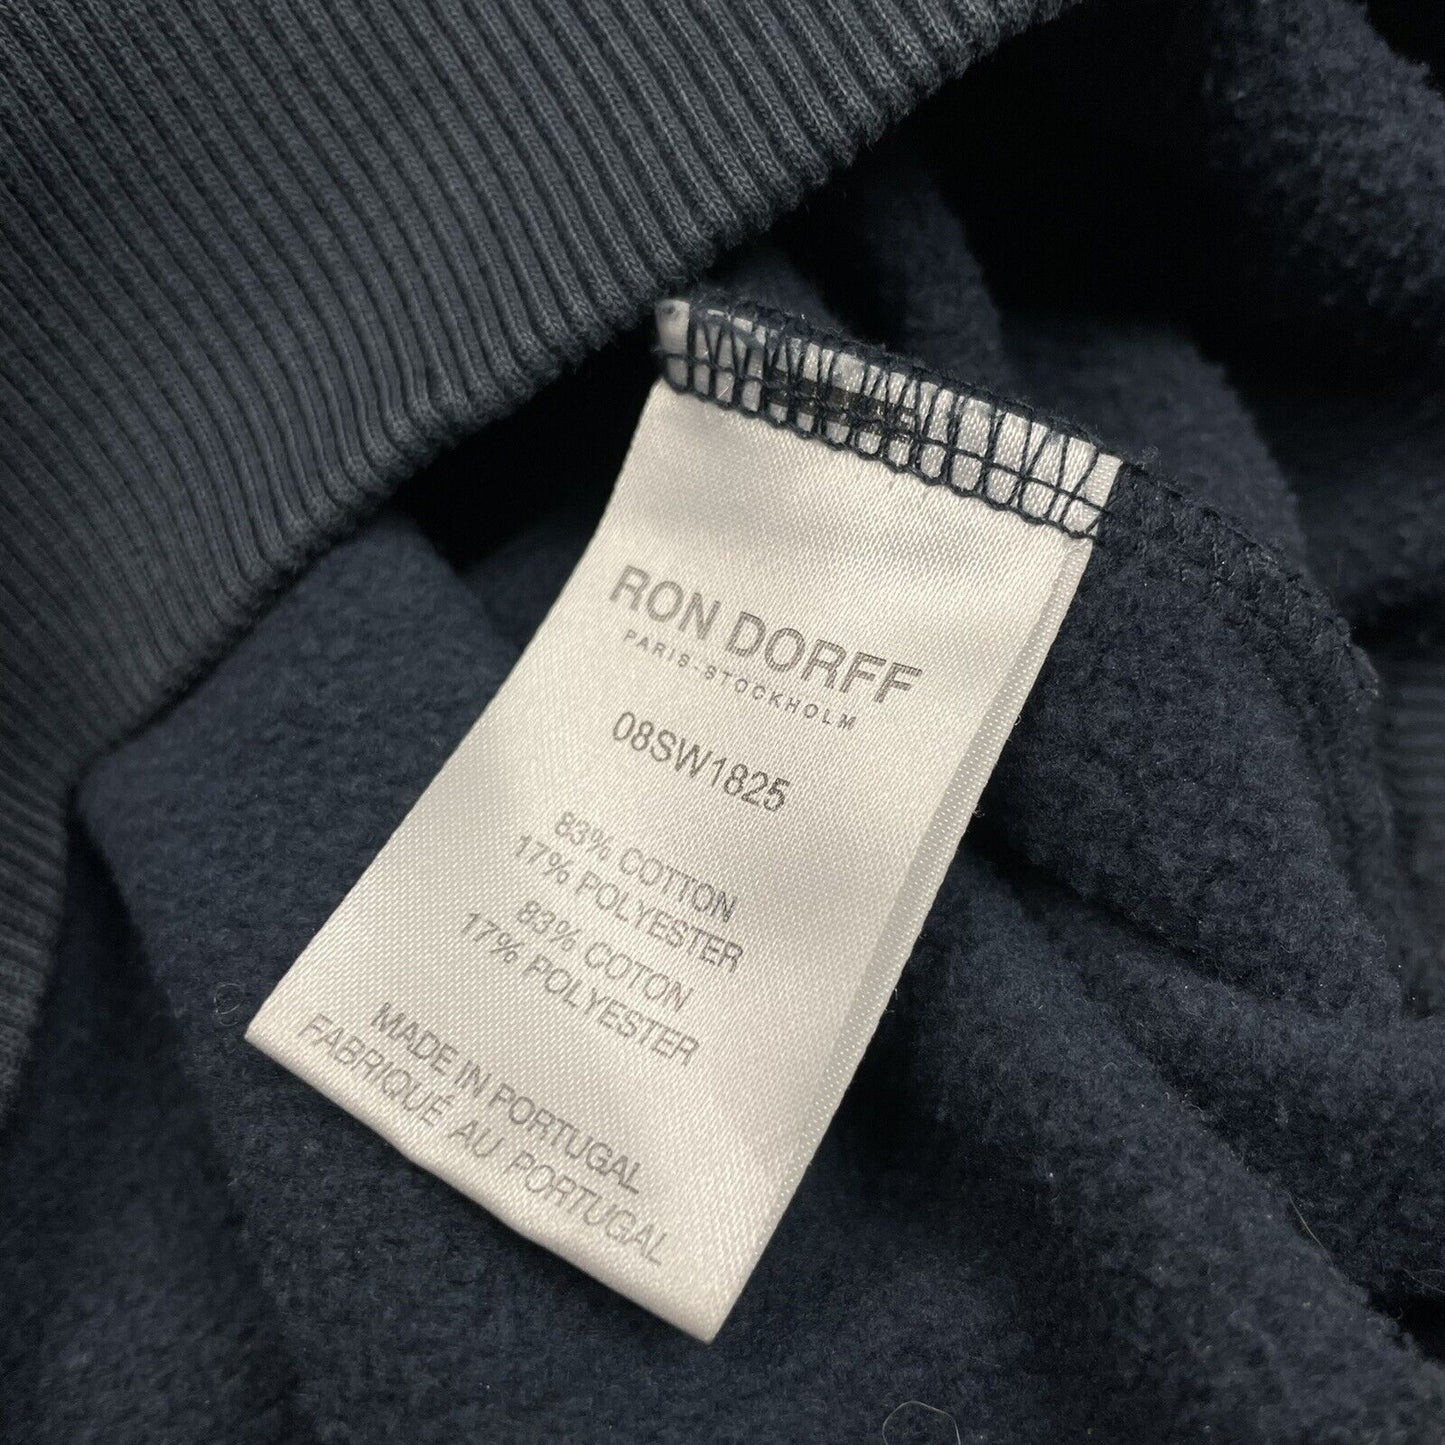 RON DORFF
PARIS-STOCKHOLM
08SW1825
83% COTTON
17% POLYESTER
83% COTON
17% POLYESTER
MADE IN PORTUGAL
FABRIQUÉ AU PORTUGAL